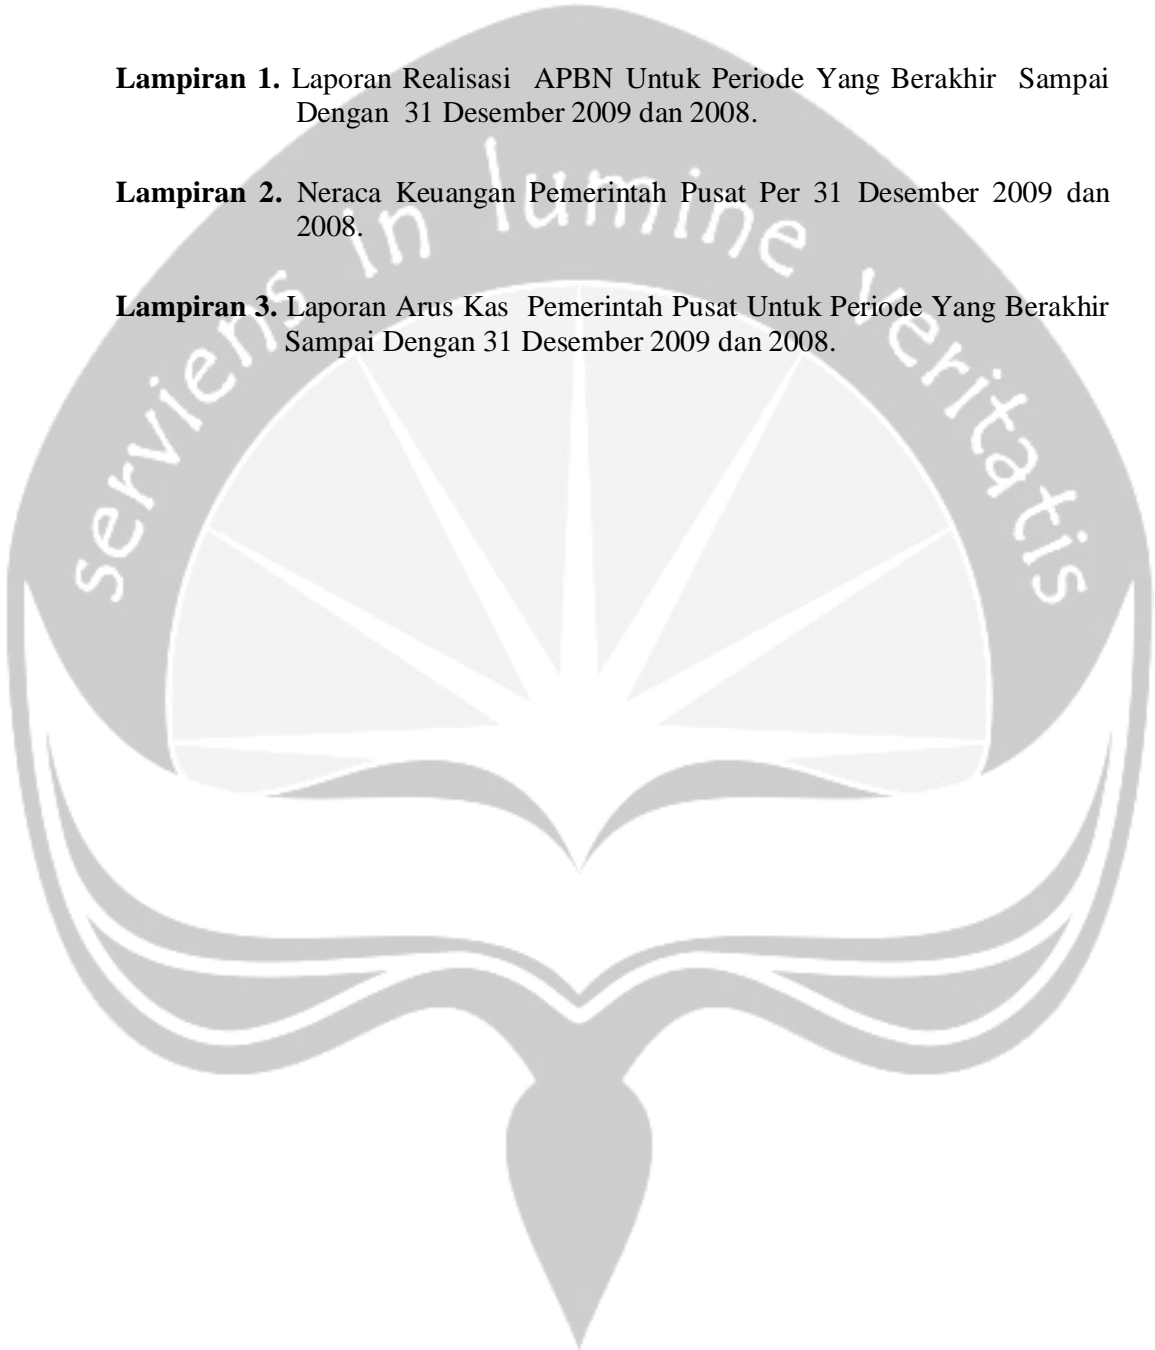 Lampiran 1. Laporan Realisasi APBN Untuk Periode Yang Berakhir Sampai
Dengan 31 Desember 2009 dan 2008.
Lampiran 2. Neraca Keuangan Pemerintah Pusat Per 31 Desember 2009 dan
2008.
Lampiran 3. Laporan Arus Kas Pemerintah Pusat Untuk Periode Yang Berakhir
Sampai Dengan 31 Desember 2009 dan 2008.
serviens in lumine veritatis